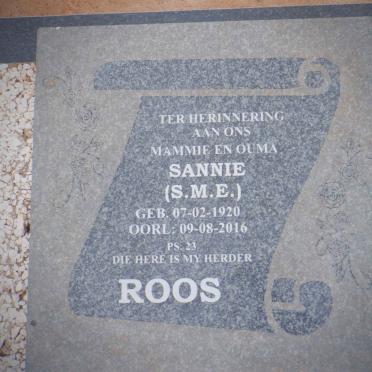 TER HERINNERING
AAN ONS
MAMMIE EN OUMA
SANNIE
(S.M.E.)
GEB. 07-02-1920
OORL: 09-08-2016
PS. 23
DIE HERE IS MY HERDER
ROOS